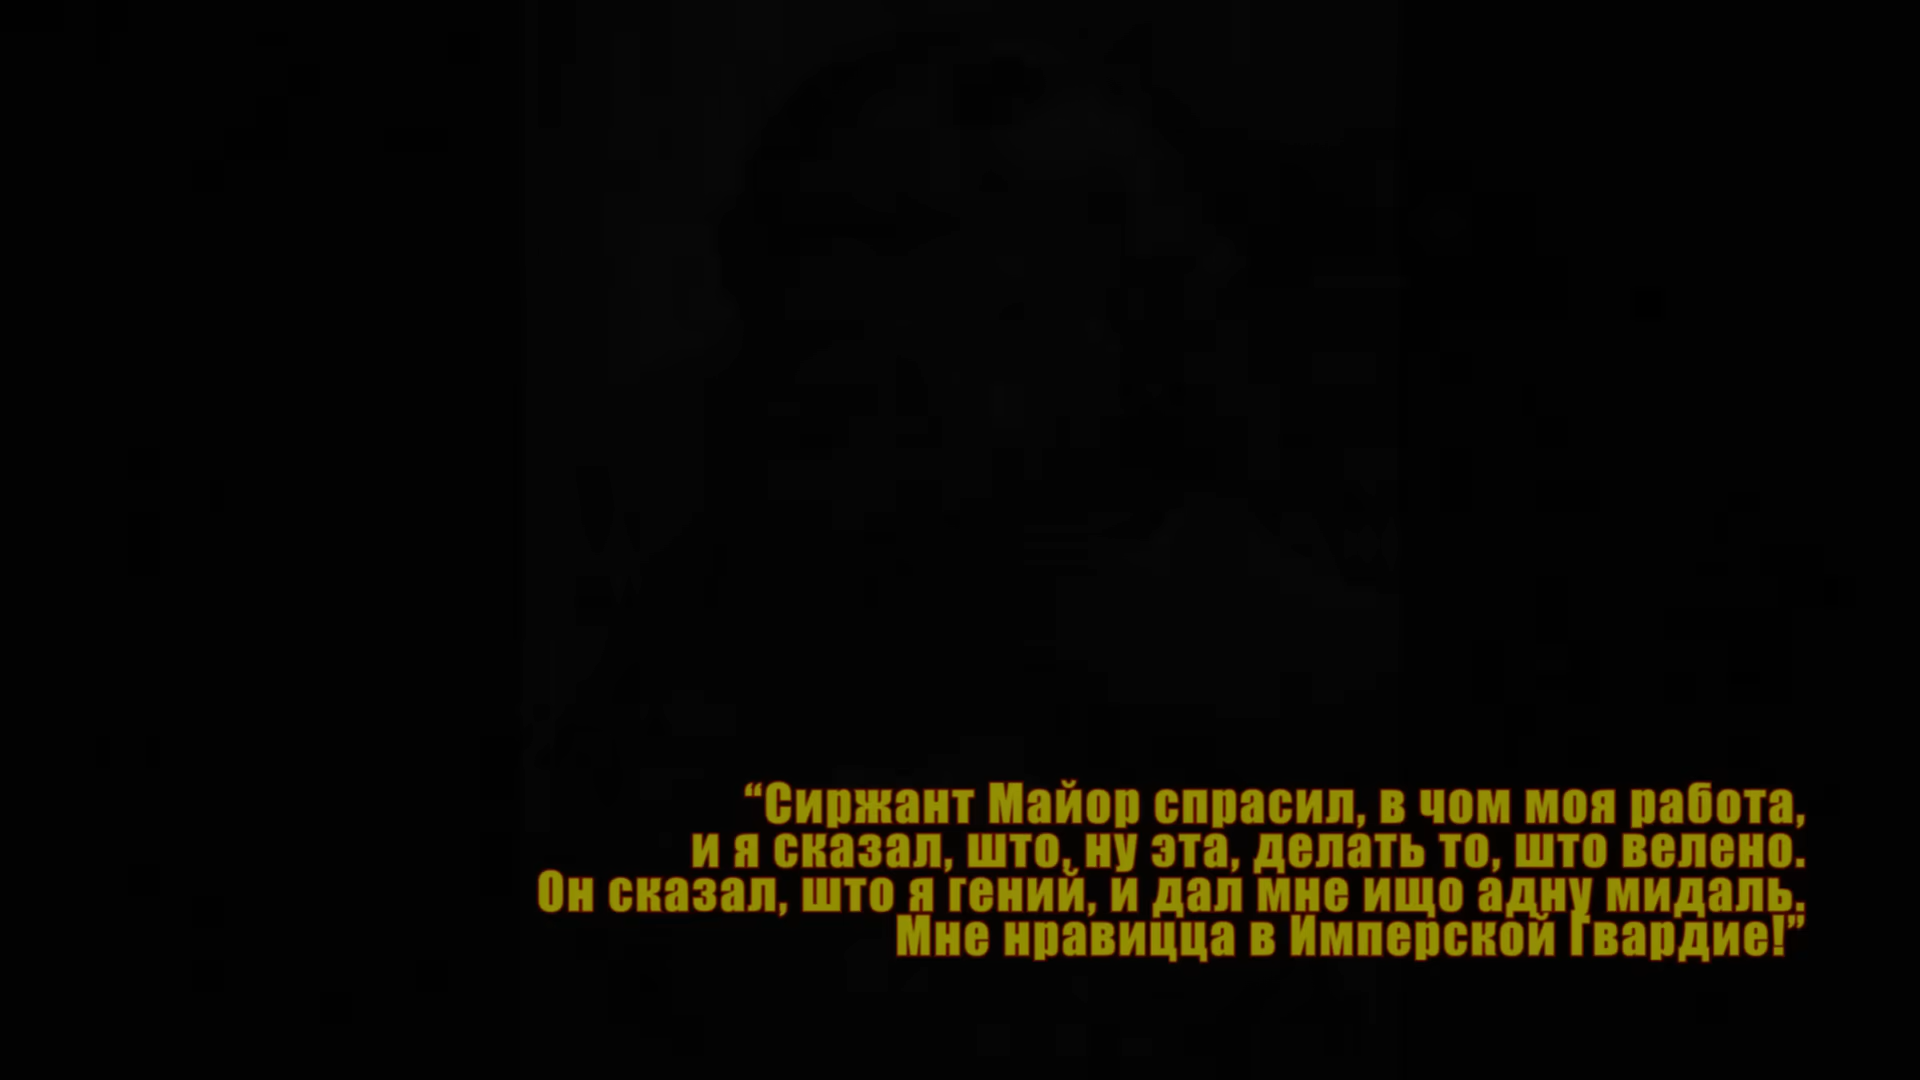 “Сиржант Майор спрасил, в чом моя работа,
и я сказал, што, ну эта, делать то, што велено.
Он сказал, што я гений, и дал мне ищо адну мидаль.
Мне нравицца в Имперской Гвардие!”